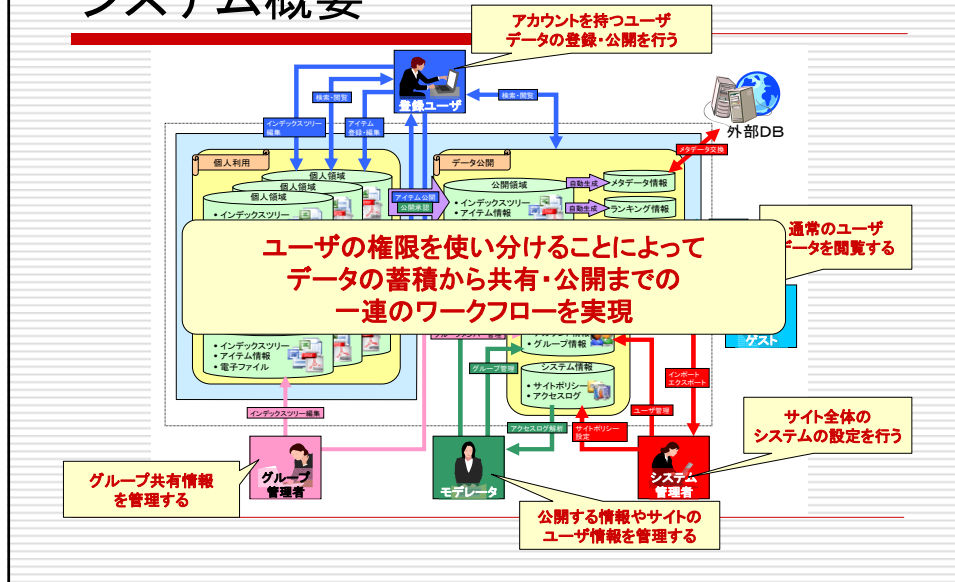 システム概要
アカウントを持つユーザ
データの登録・公開を行う
登録ユーザ
検索・閲覧
検索・閲覧
インデックスツリー
編集
アイテム
登録・編集
外部DB
メタデータ交換
個人利用
データ公開
個人領域
個人領域
個人領域
• インデックスツリー
• アイテム情報
アイテム公開
公開承認
公開領域
• インデックスツリー
• アイテム情報
自動生成
メタデータ情報
自動生成
ランキング情報
通常のユーザ
データを閲覧する
ゲスト
ユーザの権限を使い分けることによって
データの蓄積から共有・公開までの
一連のワークフローを実現
• インデックスツリー
• アイテム情報
• 電子ファイル
• グループ情報
グループ管理
システム情報
• サイトポリシー
• アクセスログ
インポート
エクスポート
インデックスツリー編集
ユーザ管理
アクセスログ解析
サイトポリシー
設定
サイト全体の
システムの設定を行う
グループ
管理者
モデレータ
システム
管理者
グループ共有情報
を管理する
公開する情報やサイトの
ユーザ情報を管理する